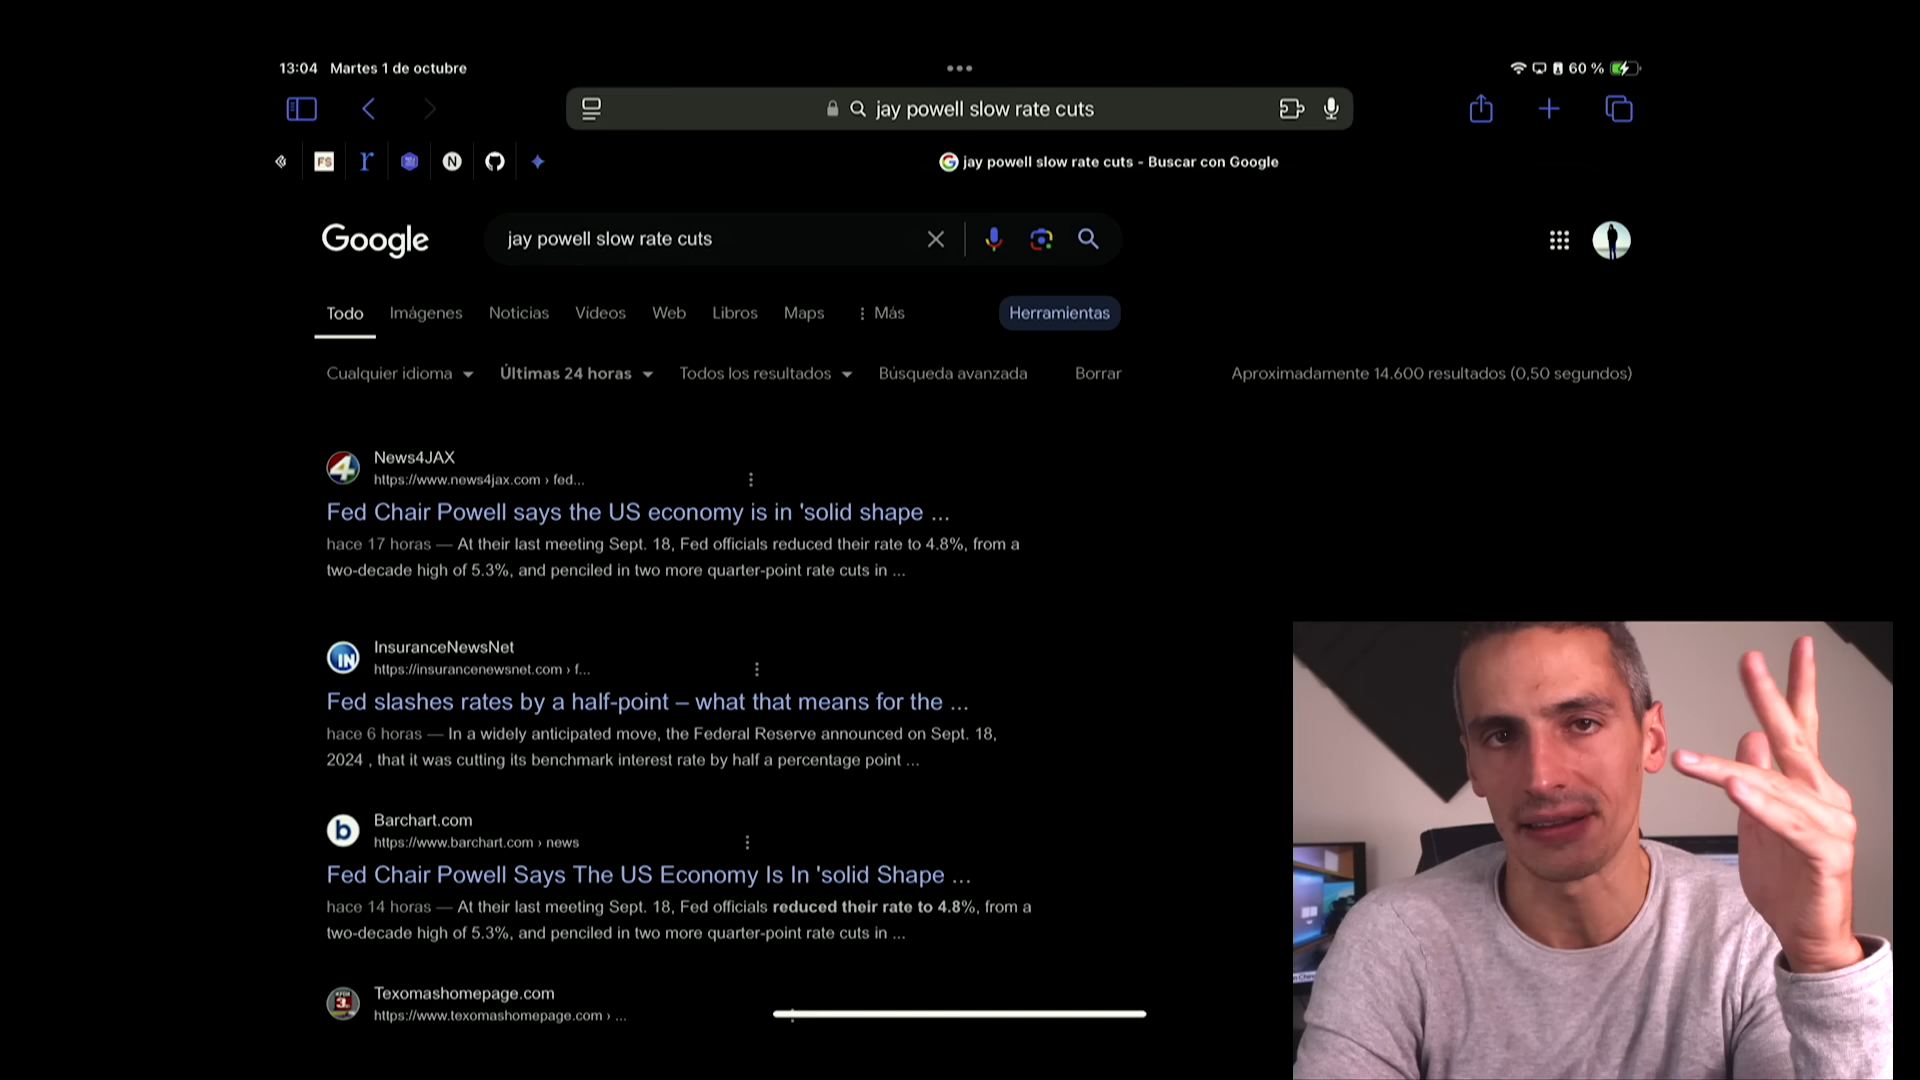 13:04 Martes 1 de octubre
60 %
jay powell slow rate cuts
FS r N
jay powell slow rate cuts - Buscar con Google
Google
jay powell slow rate cuts
Todo Imágenes Noticias Videos Web Libros Maps Más Herramientas
Cualquier idioma Últimas 24 horas Todos los resultados Búsqueda avanzada Borrar Aproximadamente 14.600 resultados (0,50 segundos)
4
News4JAX
https://www.news4jax.com › fed...
Fed Chair Powell says the US economy is in 'solid shape ...
hace 17 horas — At their last meeting Sept. 18, Fed officials reduced their rate to 4.8%, from a
two-decade high of 5.3%, and penciled in two more quarter-point rate cuts in ...
IN
InsuranceNewsNet
https://insurancenewsnet.com › f...
Fed slashes rates by a half-point – what that means for the ...
hace 6 horas — In a widely anticipated move, the Federal Reserve announced on Sept. 18,
2024 , that it was cutting its benchmark interest rate by half a percentage point ...
b
Barchart.com
https://www.barchart.com › news
Fed Chair Powell Says The US Economy Is In 'solid Shape ...
hace 14 horas — At their last meeting Sept. 18, Fed officials reduced their rate to 4.8%, from a
two-decade high of 5.3%, and penciled in two more quarter-point rate cuts in ...
3
Texomashomepage.com
https://www.texomashomepage.com › ...